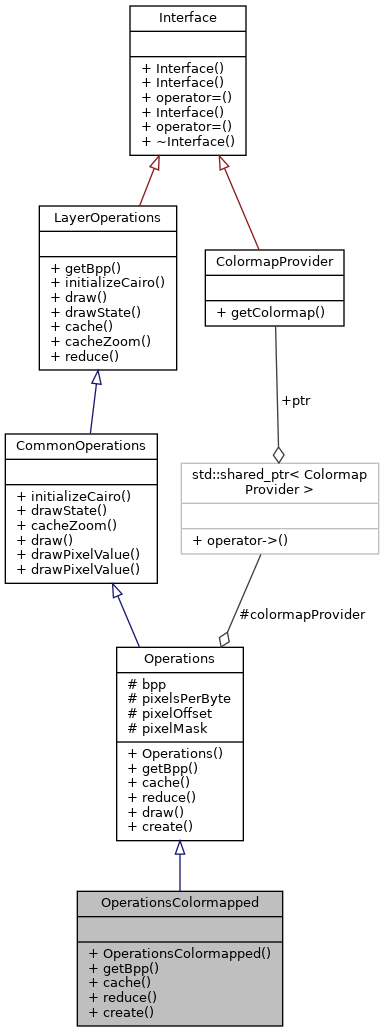 Interface
+ Interface()
+ Interface()
+ operator=()
+ Interface()
+ operator=()
+ ~Interface()
LayerOperations
+ getBpp()
+ initializeCairo()
+ draw()
+ drawState()
+ cache()
+ cacheZoom()
+ reduce()
ColormapProvider
+ getColormap()
+ptr
CommonOperations
+ initializeCairo()
+ drawState()
+ cacheZoom()
+ draw()
+ drawPixelValue()
+ drawPixelValue()
std::shared_ptr< Colormap
Provider >
+ operator->()
#colormapProvider
Operations
# bpp
# pixelsPerByte
# pixelOffset
# pixelMask
+ Operations()
+ getBpp()
+ cache()
+ reduce()
+ draw()
+ create()
OperationsColormapped
+ OperationsColormapped()
+ getBpp()
+ cache()
+ reduce()
+ create()